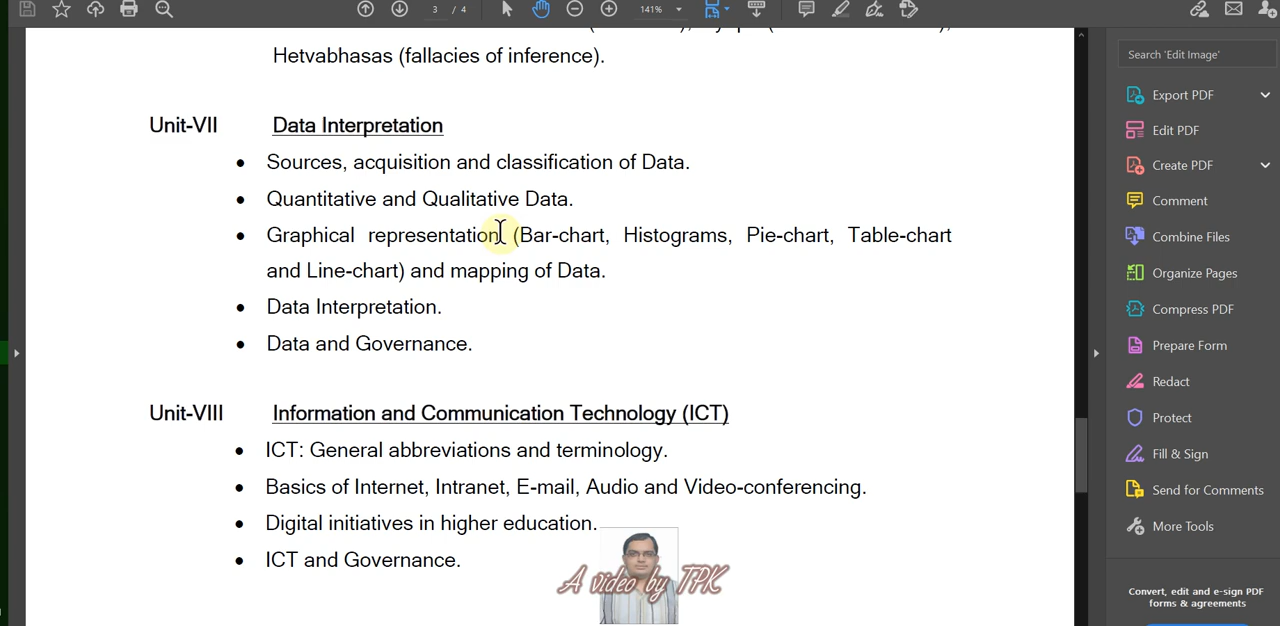 3 / 4 141%
Hetvabhasas (fallacies of inference).
Unit-VII Data Interpretation
• Sources, acquisition and classification of Data.
• Quantitative and Qualitative Data.
• Graphical representation (Bar-chart, Histograms, Pie-chart, Table-chart
and Line-chart) and mapping of Data.
• Data Interpretation.
• Data and Governance.
Unit-VIII Information and Communication Technology (ICT)
• ICT: General abbreviations and terminology.
• Basics of Internet, Intranet, E-mail, Audio and Video-conferencing.
• Digital initiatives in higher education.
• ICT and Governance.
A video by TPK
Search 'Edit Image'
Export PDF
Edit PDF
Create PDF
Comment
Combine Files
Organize Pages
Compress PDF
Prepare Form
Redact
Protect
Fill & Sign
Send for Comments
More Tools
Convert, edit and e-sign PDF
forms & agreements